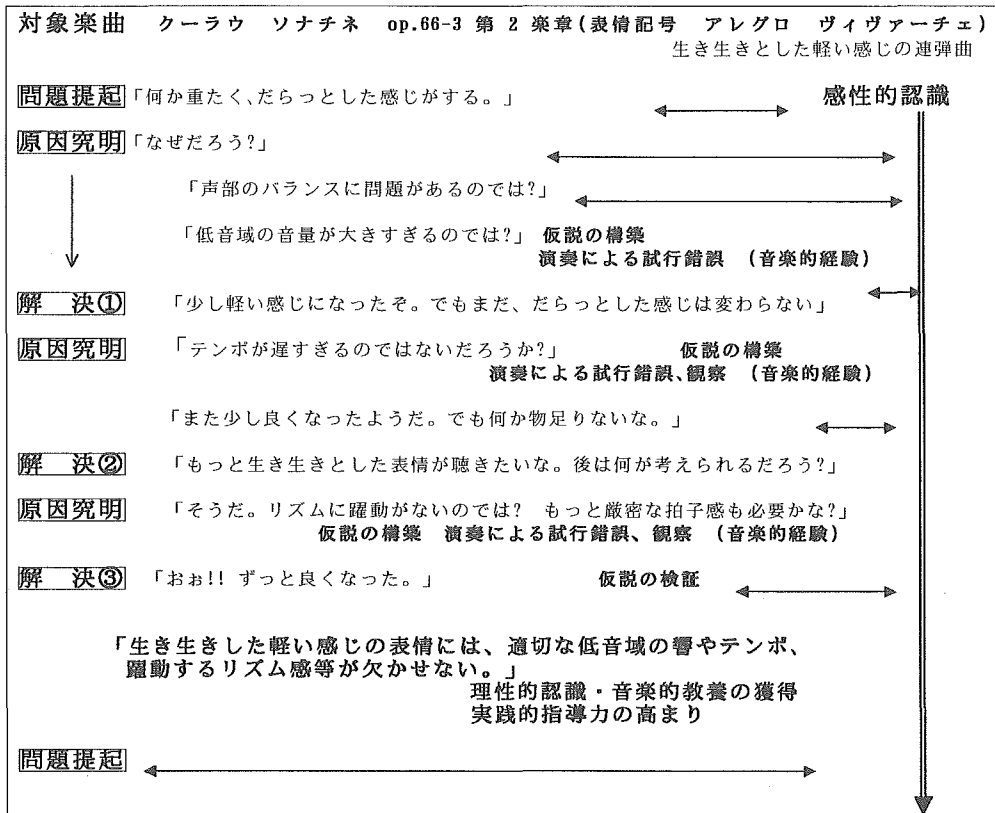 対象楽曲　クーラウ　ソナチネ　op.66-3 第 2 楽章(表情記号　アレグロ　ヴィヴァーチェ)
生き生きとした軽い感じの連弾曲
問題提起「何か重たく、だらっとした感じがする。」　感性的認識
原因究明「なぜだろう?」
「声部のバランスに問題があるのでは?」
「低音域の音量が大きすぎるのでは?」 仮説の構築
演奏による試行錯誤　(音楽的経験)
解　決①　「少し軽い感じになったぞ。でもまだ、だらっとした感じは変わらない」
原因究明　「テンポが遅すぎるのではないだろうか?」　仮説の構築
演奏による試行錯誤、観察　(音楽的経験)
「また少し良くなったようだ。でも何か物足りないな。」
解　決②　「もっと生き生きとした表情が聴きたいな。後は何が考えられるだろう?」
原因究明　「そうだ。リズムに躍動がないのでは?　もっと厳密な拍子感も必要かな?」
仮説の構築　演奏による試行錯誤、観察　(音楽的経験)
解　決③　「おぉ!! ずっと良くなった。」　仮説の検証
「生き生きした軽い感じの表情には、適切な低音域の響やテンポ、
躍動するリズム感等が欠かせない。」
理性的認識・音楽的教養の獲得
実践的指導力の高まり
問題提起